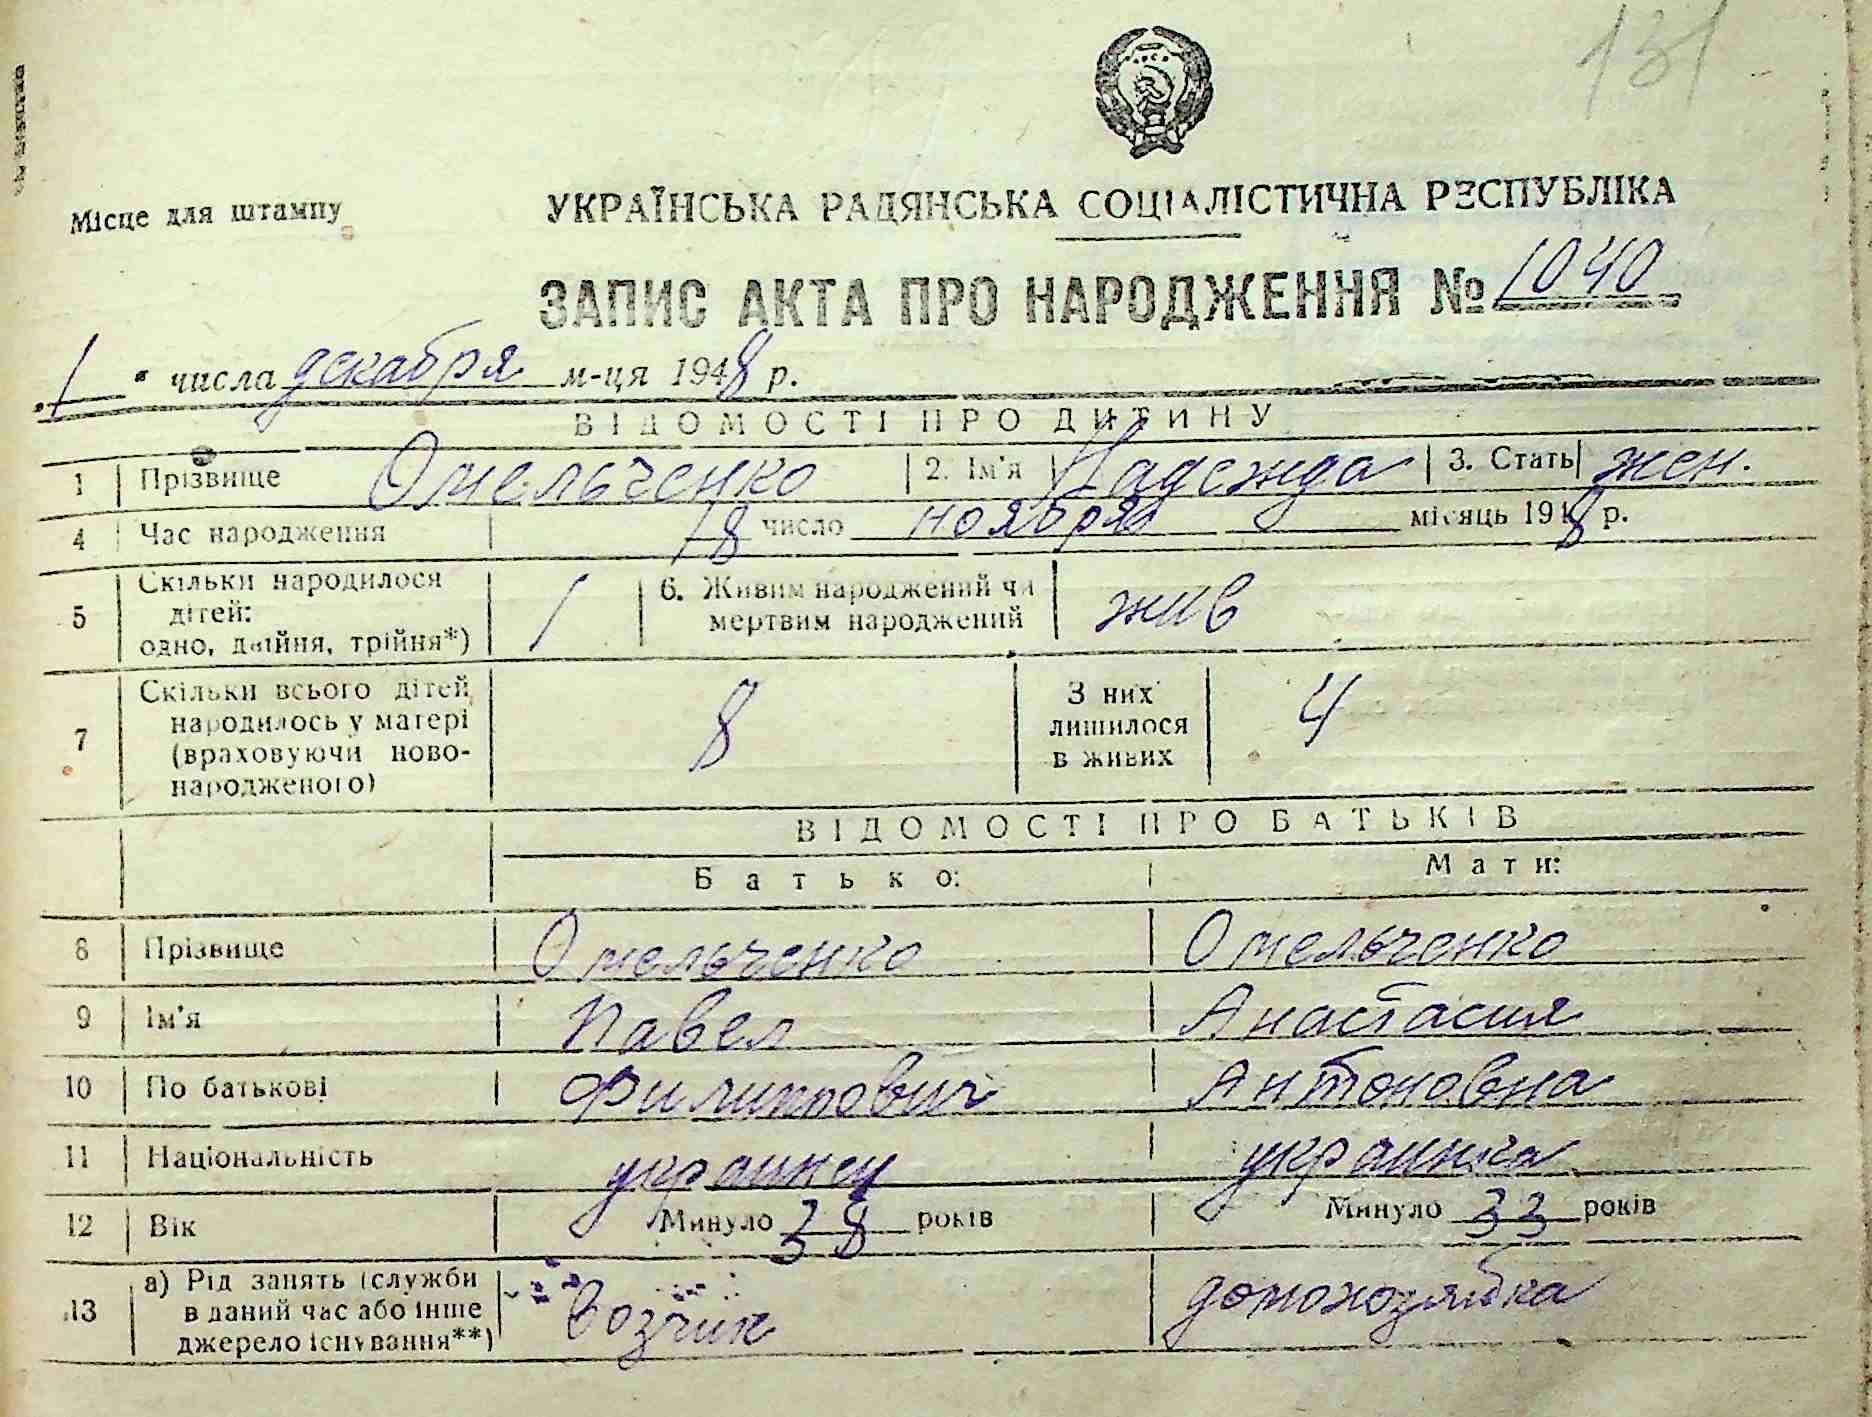 131
Місце для штампу
УКРАЇНСЬКА РАДЯНСЬКА СОЦІАЛІСТИЧНА РЕСПУБЛІКА
ЗАПИС АКТА ПРО НАРОДЖЕННЯ № 1040
„1" числа декабря м-ця 1948 р.
ВІДОМОСТІ ПРО ДИТИНУ
1 Прізвище Омельченко 2. Ім'я Надежда 3. Стать жен.
4 Час народження 18 число ноября місяць 1948 р.
5 Скільки народилося дітей: одно, двійня, трійня*) 1 6. Живим народжений чи мертвим народжений жив
7 Скільки всього дітей народилось у матері (враховуючи ново-народженого) 8 З них лишилося в живих 4
ВІДОМОСТІ ПРО БАТЬКІВ
Батько: Мати:
8 Прізвище Омельченко Омельченко
9 Ім'я Павел Анастасия
10 По батькові Филиппович Антоновна
11 Національність украинец украинка
12 Вік Минуло 38 років Минуло 33 років
13 а) Рід занять (служби в даний час або інше джерело існування**) возчик домохозяйка